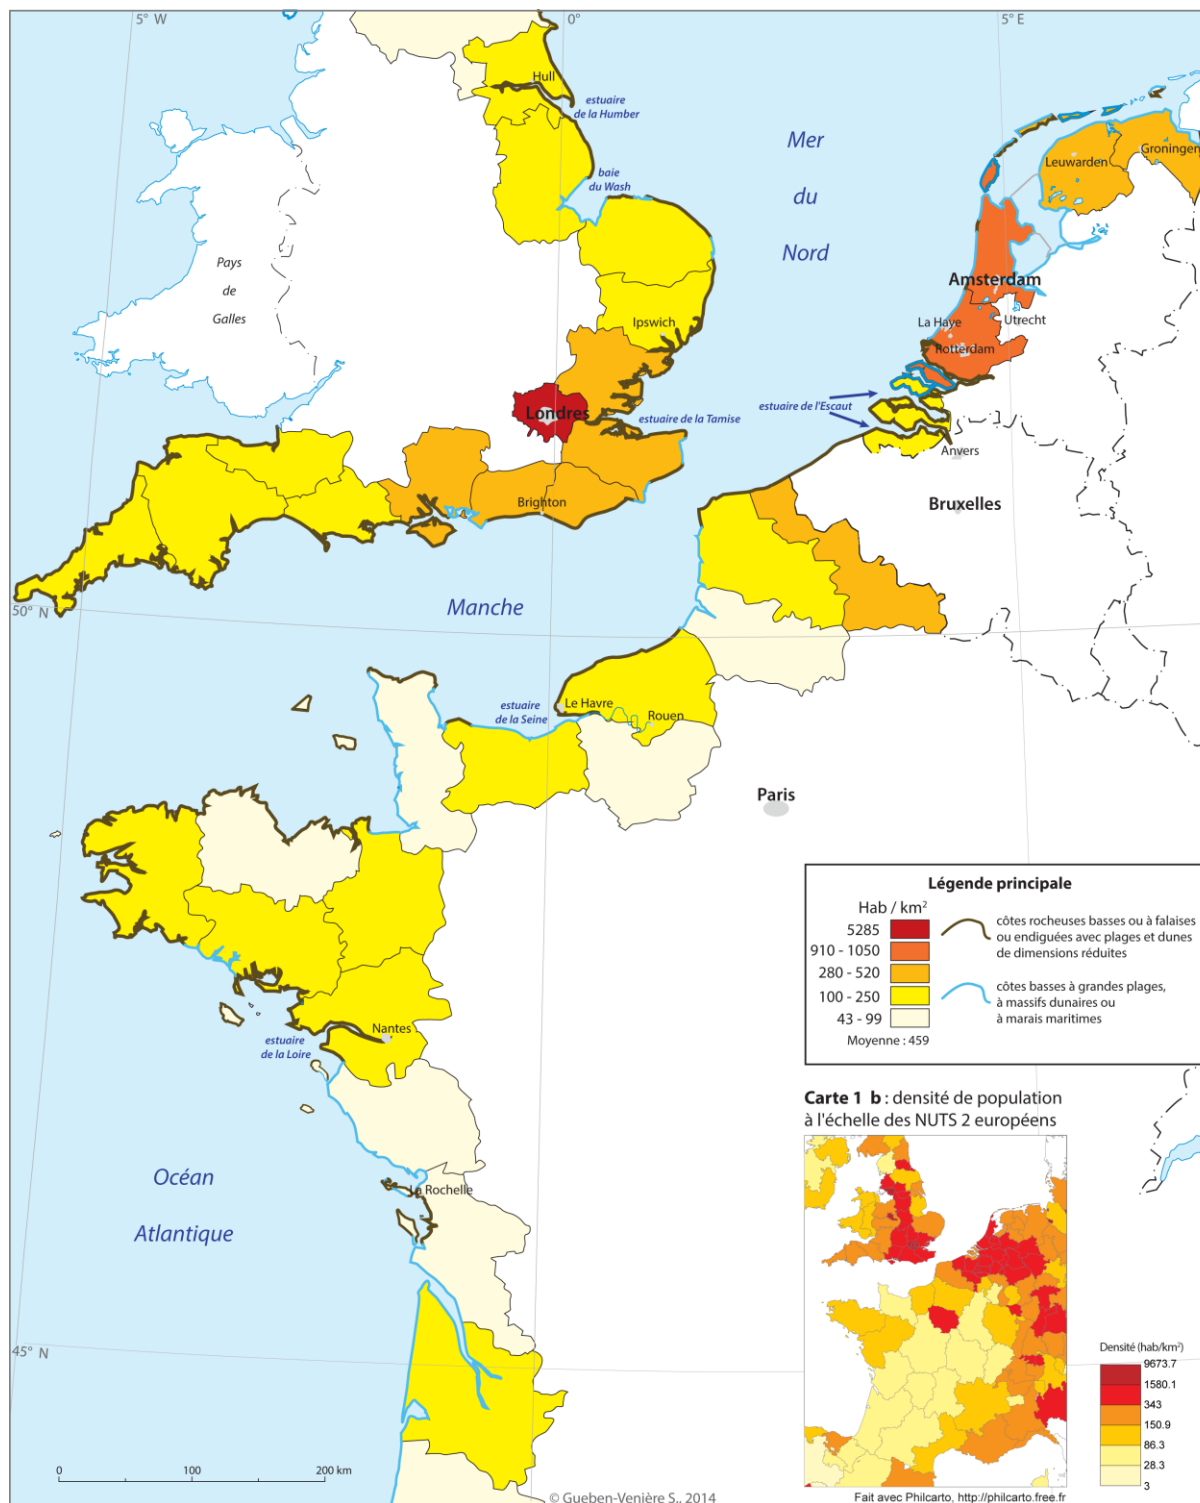 5° W
0°
5° E
Hull
estuaire
de la Humber
Mer
du
Nord
baie
du Wash
Leuwarden
Groningen
Pays
de
Galles
Amsterdam
La Haye
Utrecht
Ipswich
Rotterdam
Londres
estuaire de la Tamise
estuaire de l'Escaut
Anvers
Brighton
Bruxelles
50° N
Manche
estuaire
de la Seine
Le Havre
Rouen
Paris
Légende principale
Hab / km²
5285
910 - 1050
280 - 520
100 - 250
43 - 99
Moyenne : 459
côtes rocheuses basses ou à falaises
ou endiguées avec plages et dunes
de dimensions réduites
côtes basses à grandes plages,
à massifs dunaires ou
à marais maritimes
Nantes
estuaire
de la Loire
Carte 1 b : densité de population
à l'échelle des NUTS 2 européens
Océan
Atlantique
La Rochelle
45° N
Densité (hab/km²)
9673.7
1580.1
343
150.9
86.3
28.3
3
0 100 200 km
© Gueben-Venière S., 2014
Fait avec Philcarto, http://philcarto.free.fr